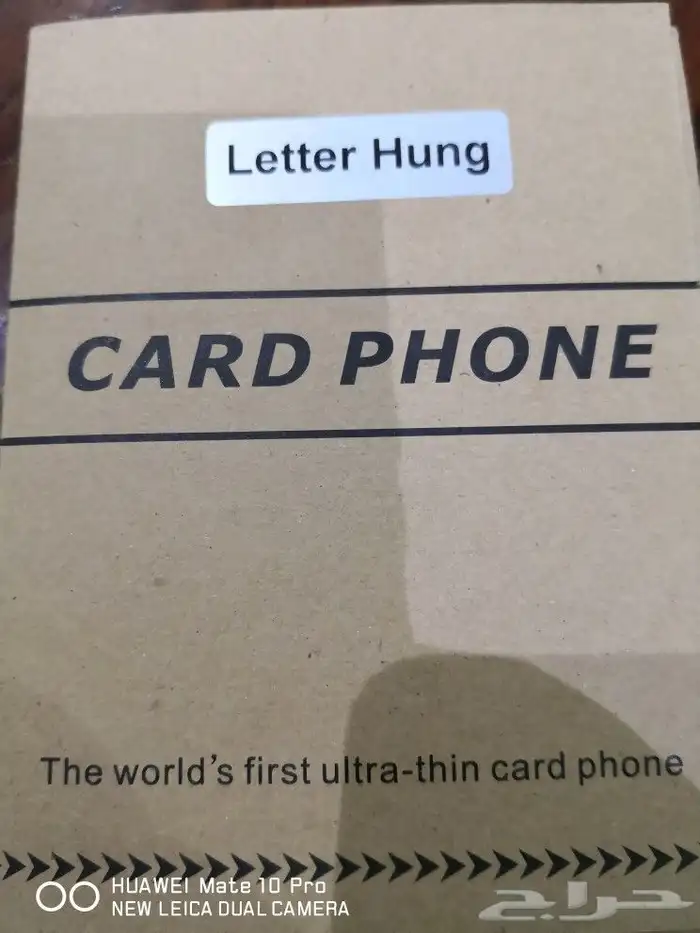 Letter Hung
CARD PHONE
The world's first ultra-thin card phone
HUAWEI Mate 10 Pro
NEW LEICA DUAL CAMERA
حراج